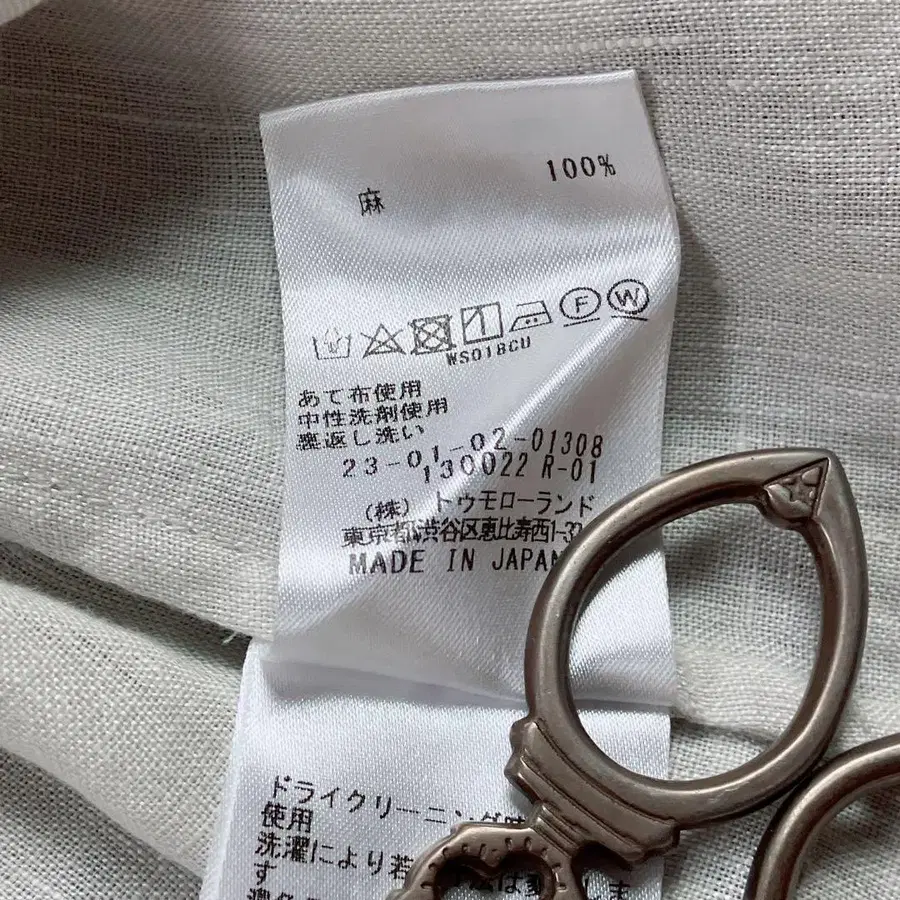 100%
麻
F W
WS01BCU
あて布使用
中性洗剤使用
裏返し洗い
23-01-02-01308
130022 R-01
(株) トゥモローランド
東京都渋谷区恵比寿西1-32
MADE IN JAPAN
ドライクリーニング
使用
洗濯により若
す